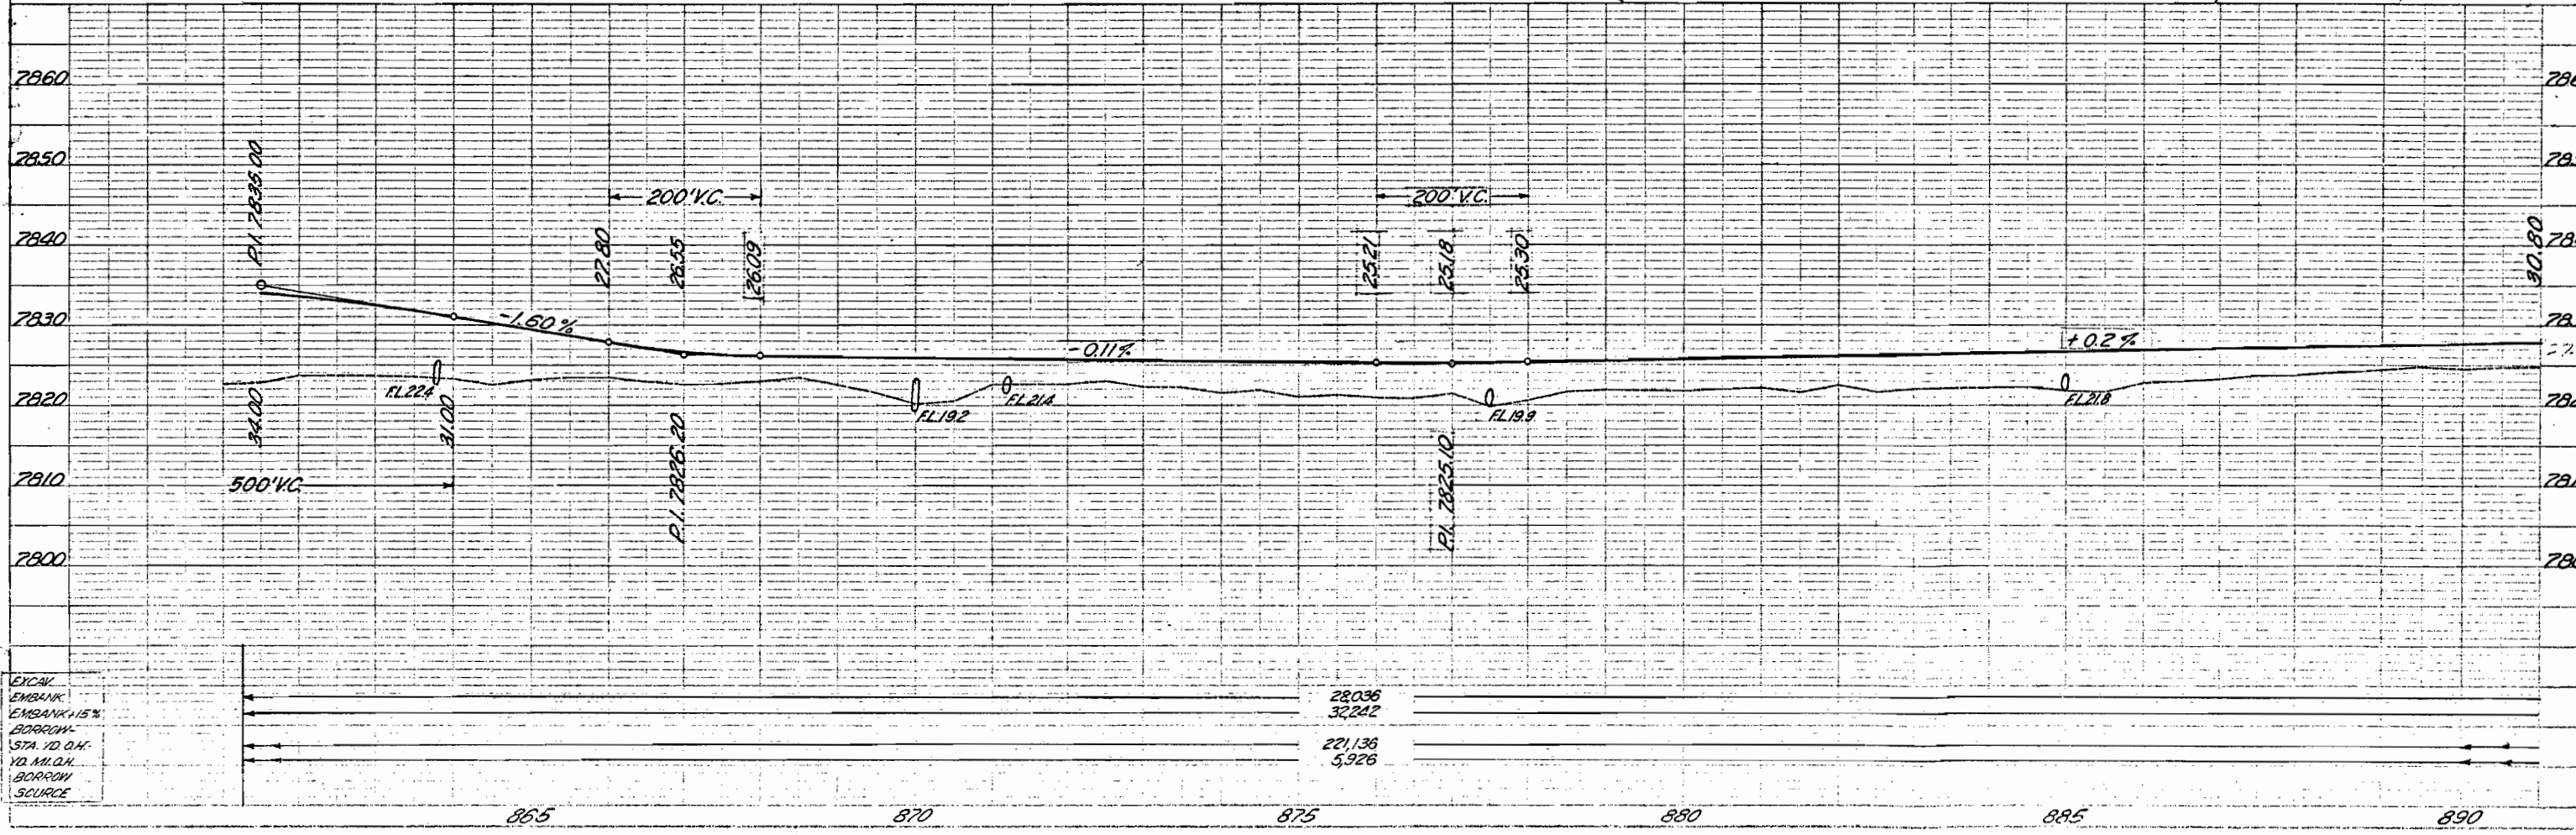 7860
7850
7840
7830
7820
7810
7800
P.I. 7835.00
200' V.C.
27.80
26.55
26.09
200' V.C.
25.21
25.18
25.30
30.80
-1.60%
-0.11%
+0.2%
F.L.22.4
F.L.19.2
F.L.21.4
F.L.19.9
F.L.21.8
34.00
31.00
500' V.C.
P.I. 7826.20
P.I. 7825.10
EXCAV.
EMBANK. 28,036
EMBANK.+15% 32,242
BORROW-
STA. YD. O.H.- 221,136
YD. MI. O.H. 5,926
BORROW
SOURCE
865 870 875 880 885 890